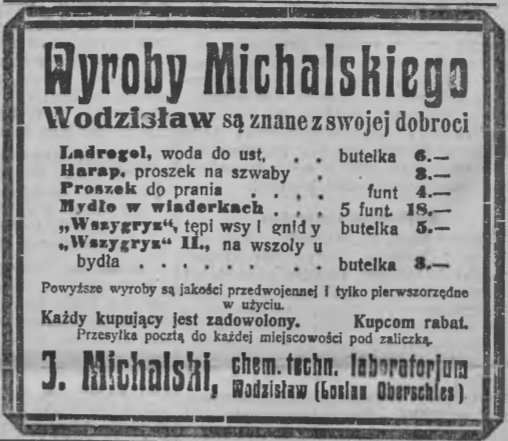 Wyroby Michalskiego
Wodzisław są znane z swojej dobroci
Ladrogol, woda do ust, . . butelka 6.—
Harap, proszek na szwaby . 3.—
Proszek do prania . . . . funt 4.—
Mydło w wiaderkach . . . 5 funt. 18.—
„Wszygryz“, tępi wsy i gnidy butelka 5.—
„Wszygryz“ II., na wszoły u
bydła . . . . . . . butelka 3.—
Powyższe wyroby są jakości przedwojennej i tylko pierwszorzędne
w użyciu.
Każdy kupujący jest zadowolony. Kupcom rabat.
Przesyłka pocztą do każdej miejscowości pod zaliczką.
J. Michalski, chem. techn. laboratorjum
Wodzisław (Loslau Oberschles)